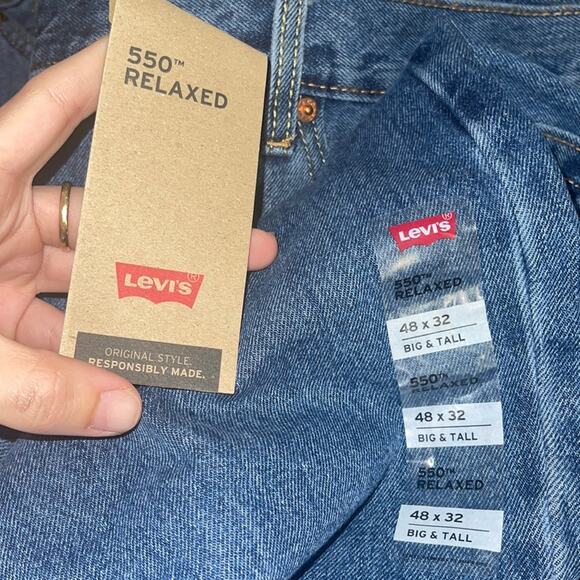 550™
RELAXED
Levi's®
ORIGINAL STYLE.
RESPONSIBLY MADE.
Levi's®
550™
RELAXED
48 x 32
BIG & TALL
550™
RELAXED
48 x 32
BIG & TALL
550™
RELAXED
48 x 32
BIG & TALL